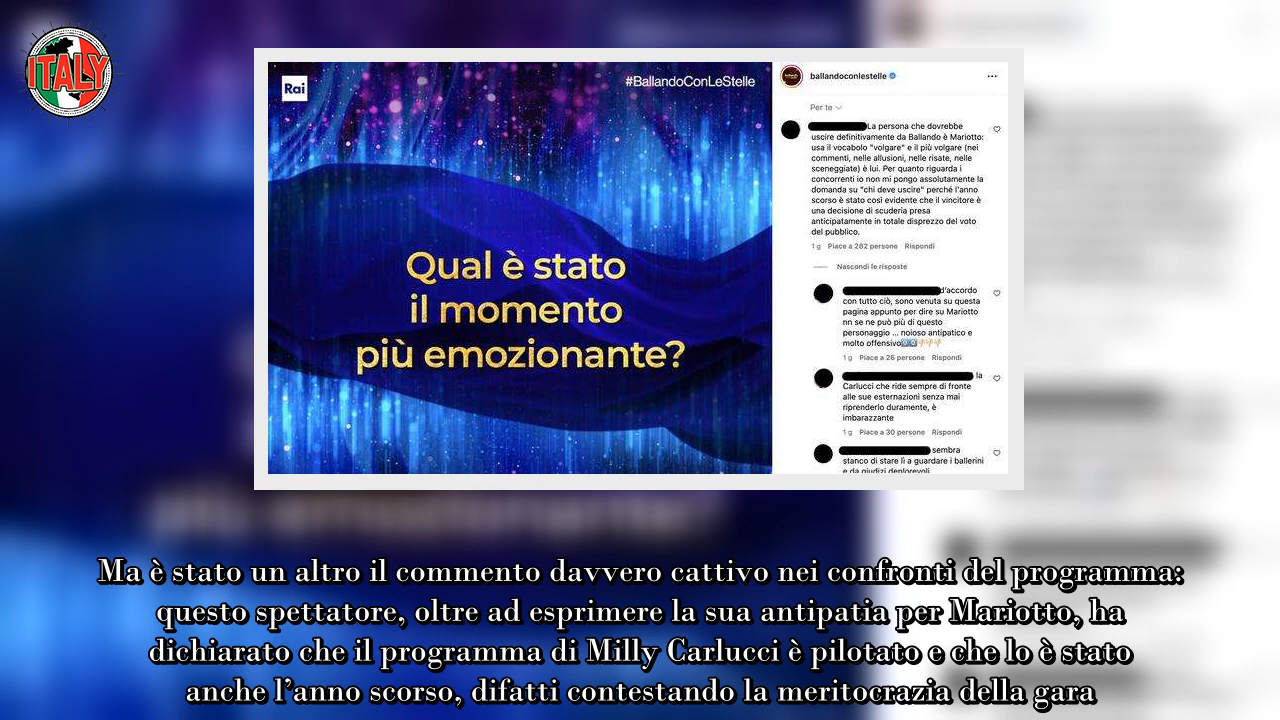 ITALY
Rai
#BallandoConLeStelle
Qual è stato
il momento
più emozionante?
ballandoconlestelle
Per te
La persona che dovrebbe
uscire definitivamente da Ballando è Mariotto:
usa il vocabolo "volgare" e il più volgare (nei
commenti, nelle allusioni, nelle risate, nelle
sceneggiate) è lui. Per quanto riguarda i
concorrenti io non mi pongo assolutamente la
domanda su "chi deve uscire" perché l'anno
scorso è stato così evidente che il vincitore è
una decisione di scuderia presa
anticipatamente in totale disprezzo del voto
del pubblico.
1 g Piace a 282 persone Rispondi
Nascondi le risposte
d'accordo
con tutto ciò, sono venuta su questa
pagina appunto per dire su Mariotto
nn se ne può più di questo
personaggio ... noioso antipatico e
molto offensivo
1 g Piace a 26 persone Rispondi
la
Carlucci che ride sempre di fronte
alle sue esternazioni senza mai
riprenderlo duramente, è
imbarazzante
1 g Piace a 30 persone Rispondi
sembra
stanco di stare lì a guardare i ballerini
e da giudizi deplorevoli
Ma è stato un altro il commento davvero cattivo nei confronti del programma:
questo spettatore, oltre ad esprimere la sua antipatia per Mariotto, ha
dichiarato che il programma di Milly Carlucci è pilotato e che lo è stato
anche l'anno scorso, difatti contestando la meritocrazia della gara